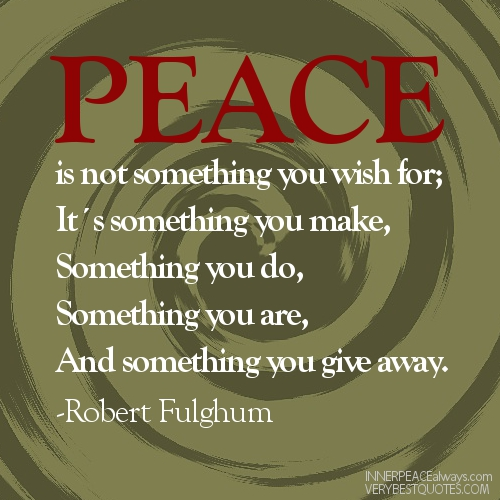 PEACE
is not something you wish for;
It´s something you make,
Something you do,
Something you are,
And something you give away.
-Robert Fulghum
INNERPEACEalways.com
VERYBESTQUOTES.COM